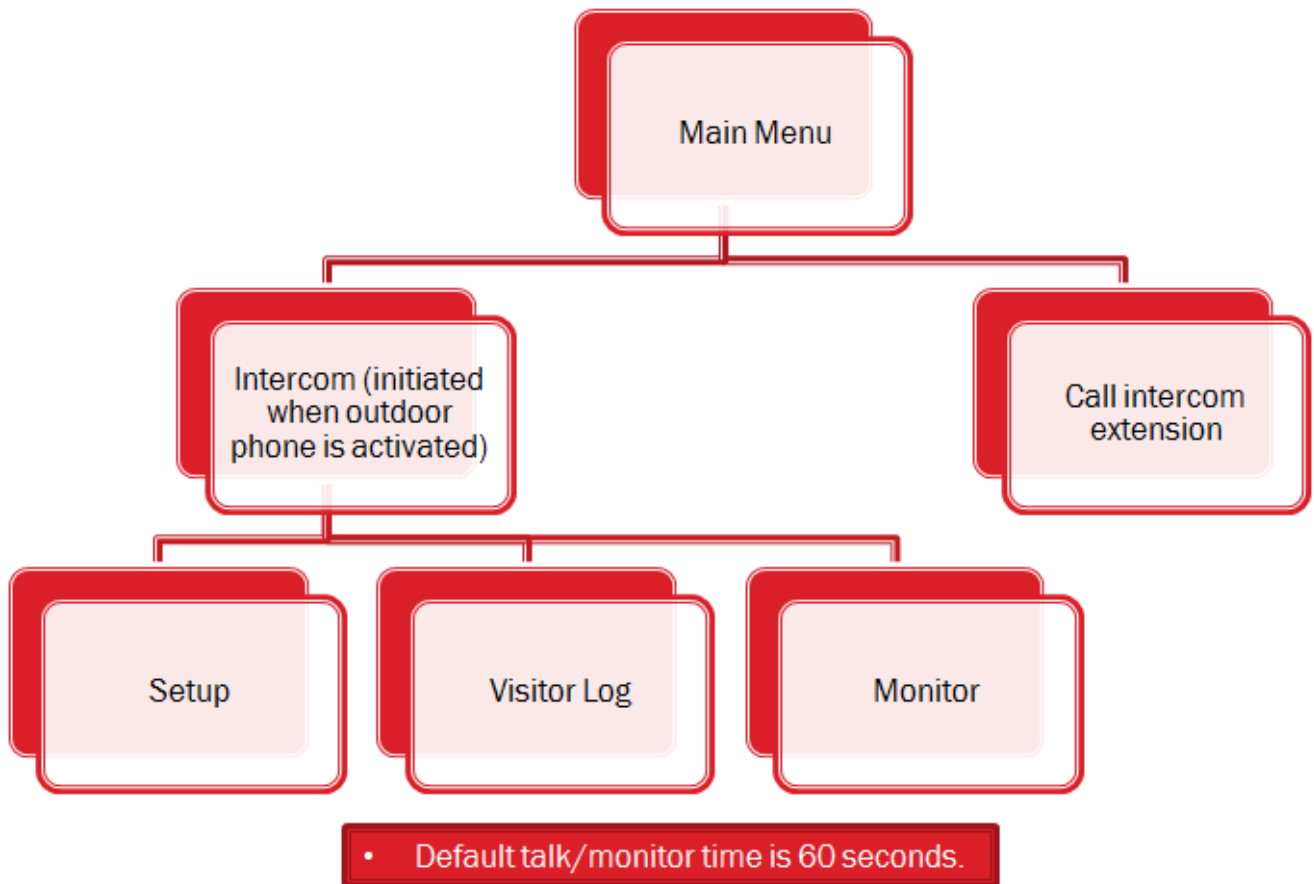 Main Menu
Intercom (initiated
when outdoor
phone is activated)
Call intercom
extension
Setup
Visitor Log
Monitor
• Default talk/monitor time is 60 seconds.